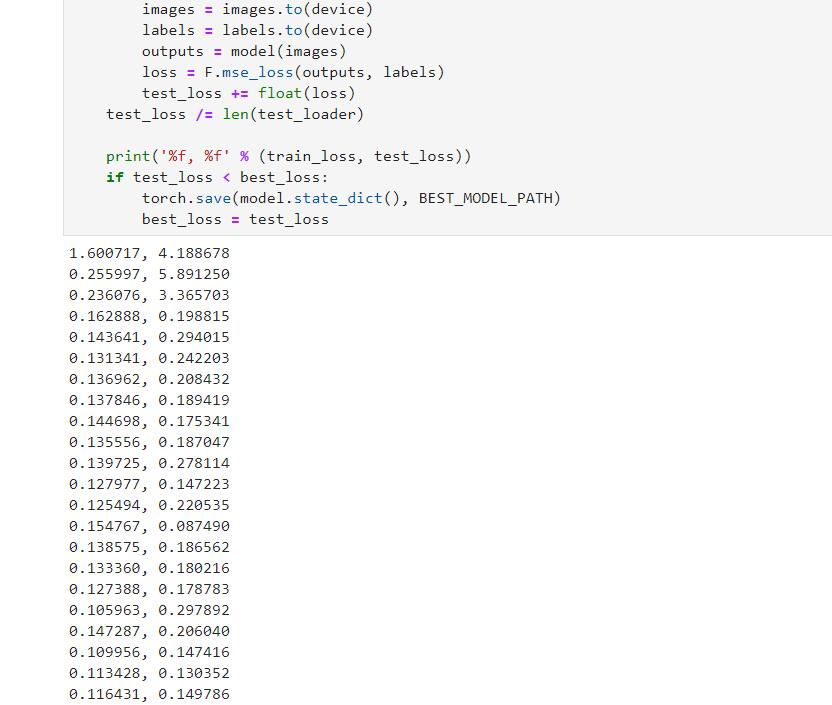 images = images.to(device)
labels = labels.to(device)
outputs = model(images)
loss = F.mse_loss(outputs, labels)
test_loss += float(loss)
test_loss /= len(test_loader)
print('%f, %f' % (train_loss, test_loss))
if test_loss < best_loss:
torch.save(model.state_dict(), BEST_MODEL_PATH)
best_loss = test_loss
1.600717, 4.188678
0.255997, 5.891250
0.236076, 3.365703
0.162888, 0.198815
0.143641, 0.294015
0.131341, 0.242203
0.136962, 0.208432
0.137846, 0.189419
0.144698, 0.175341
0.135556, 0.187047
0.139725, 0.278114
0.127977, 0.147223
0.125494, 0.220535
0.154767, 0.087490
0.138575, 0.186562
0.133360, 0.180216
0.127388, 0.178783
0.105963, 0.297892
0.147287, 0.206040
0.109956, 0.147416
0.113428, 0.130352
0.116431, 0.149786